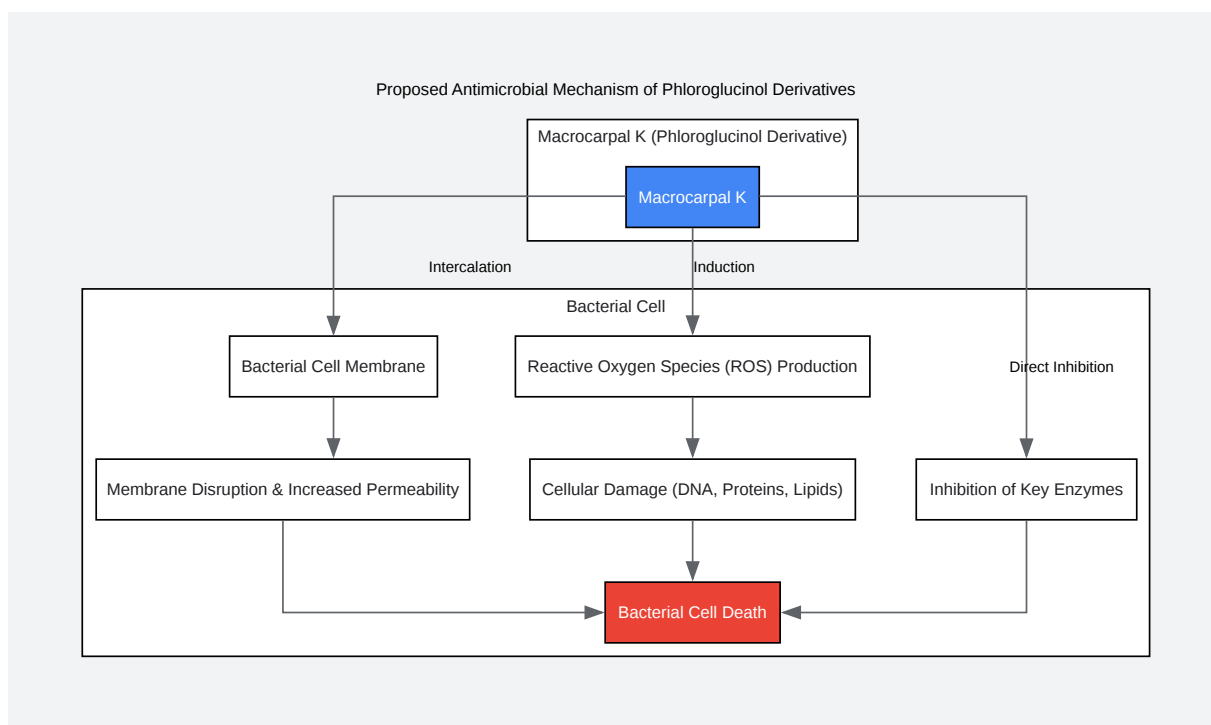 Proposed Antimicrobial Mechanism of Phloroglucinol Derivatives
Macrocarpal K (Phloroglucinol Derivative)
Macrocarpal K
Intercalation
Induction
Bacterial Cell
Bacterial Cell Membrane
Reactive Oxygen Species (ROS) Production
Direct Inhibition
Membrane Disruption & Increased Permeability
Cellular Damage (DNA, Proteins, Lipids)
Inhibition of Key Enzymes
Bacterial Cell Death